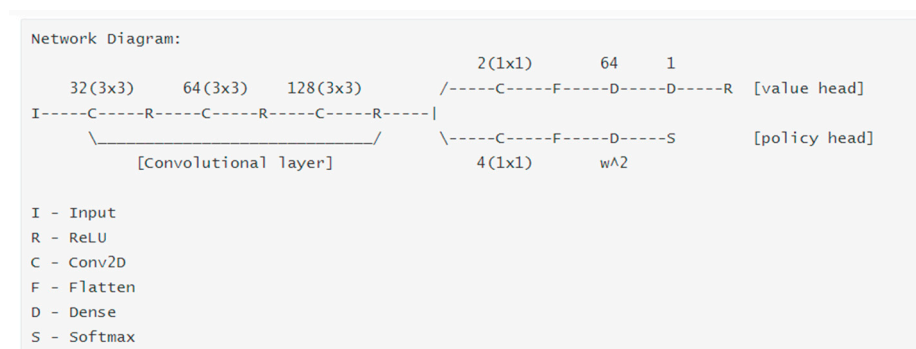 Network Diagram:
                                                   2(1x1)        64      1
    32(3x3)     64(3x3)    128(3x3)            /-----C-----F-----D-----D-----R  [value head]
I-----C-----R-----C-----R-----C-----R-----|
      \___________________________/            \-----C-----F-----D-----S        [policy head]
           [Convolutional layer]                   4(1x1)        w^2
I - Input
R - ReLU
C - Conv2D
F - Flatten
D - Dense
S - Softmax